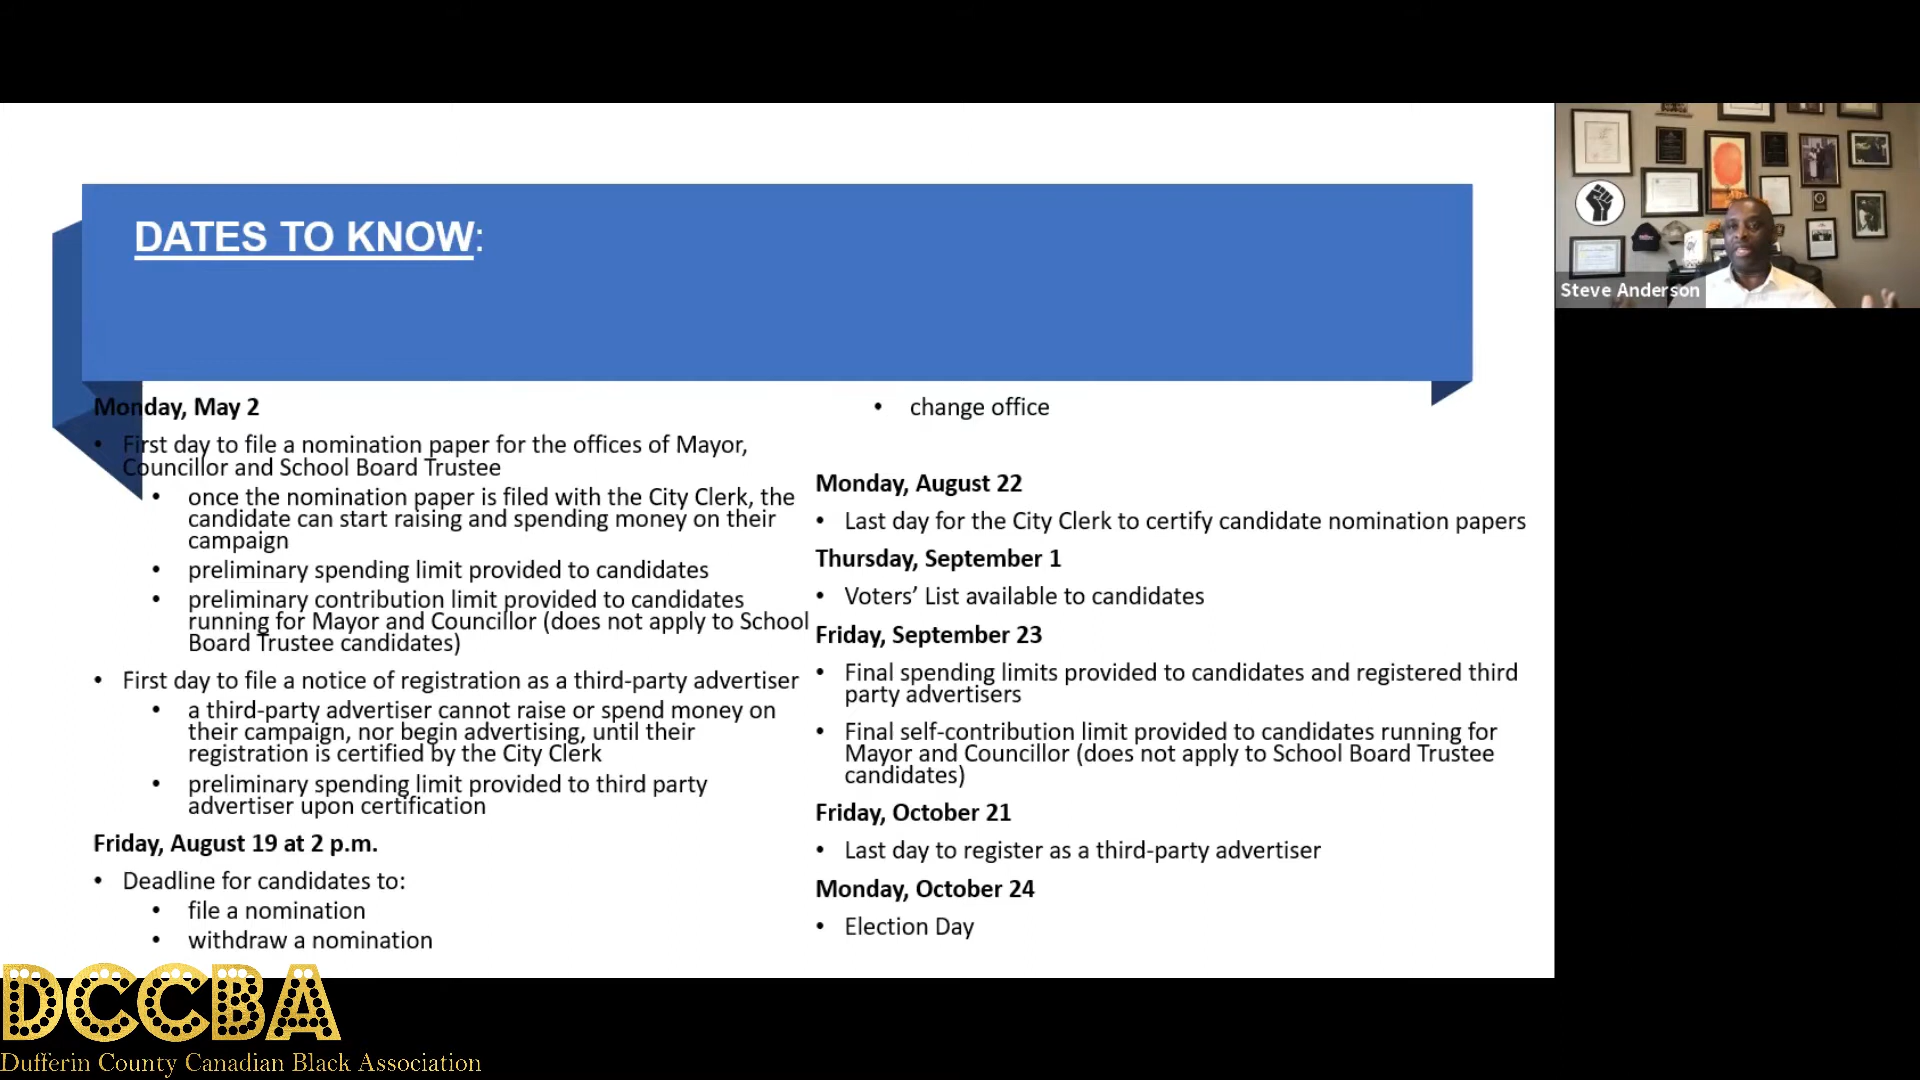 DATES TO KNOW:
Monday, May 2
• First day to file a nomination paper for the offices of Mayor,
Councillor and School Board Trustee
• once the nomination paper is filed with the City Clerk, the
candidate can start raising and spending money on their
campaign
• preliminary spending limit provided to candidates
• preliminary contribution limit provided to candidates
running for Mayor and Councillor (does not apply to School
Board Trustee candidates)
• First day to file a notice of registration as a third-party advertiser
• a third-party advertiser cannot raise or spend money on
their campaign, nor begin advertising, until their
registration is certified by the City Clerk
• preliminary spending limit provided to third party
advertiser upon certification
Friday, August 19 at 2 p.m.
• Deadline for candidates to:
• file a nomination
• withdraw a nomination
• change office
Monday, August 22
• Last day for the City Clerk to certify candidate nomination papers
Thursday, September 1
• Voters’ List available to candidates
Friday, September 23
• Final spending limits provided to candidates and registered third
party advertisers
• Final self-contribution limit provided to candidates running for
Mayor and Councillor (does not apply to School Board Trustee
candidates)
Friday, October 21
• Last day to register as a third-party advertiser
Monday, October 24
• Election Day
Steve Anderson
DCCBA
Dufferin County Canadian Black Association